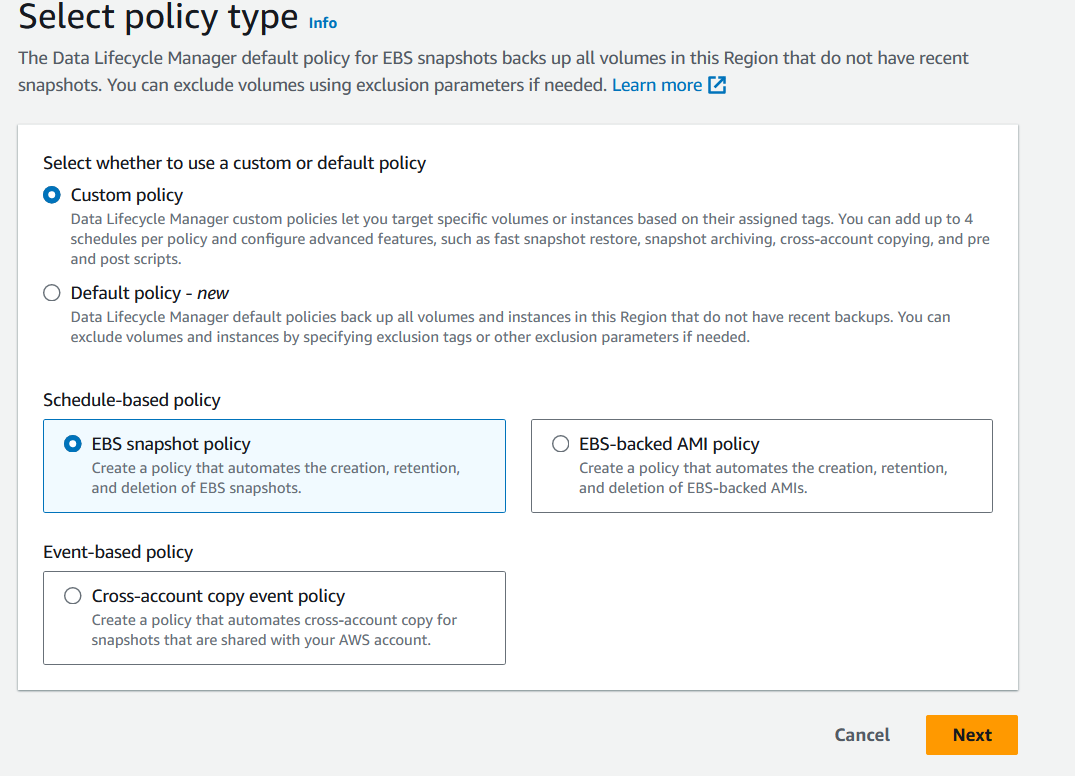 Select policy type Info
The Data Lifecycle Manager default policy for EBS snapshots backs up all volumes in this Region that do not have recent
snapshots. You can exclude volumes using exclusion parameters if needed. Learn more
Select whether to use a custom or default policy
Custom policy
Data Lifecycle Manager custom policies let you target specific volumes or instances based on their assigned tags. You can add up to 4
schedules per policy and configure advanced features, such as fast snapshot restore, snapshot archiving, cross-account copying, and pre
and post scripts.
Default policy - new
Data Lifecycle Manager default policies back up all volumes and instances in this Region that do not have recent backups. You can
exclude volumes and instances by specifying exclusion tags or other exclusion parameters if needed.
Schedule-based policy
EBS snapshot policy
Create a policy that automates the creation, retention,
and deletion of EBS snapshots.
EBS-backed AMI policy
Create a policy that automates the creation, retention,
and deletion of EBS-backed AMIs.
Event-based policy
Cross-account copy event policy
Create a policy that automates cross-account copy for
snapshots that are shared with your AWS account.
Cancel
Next